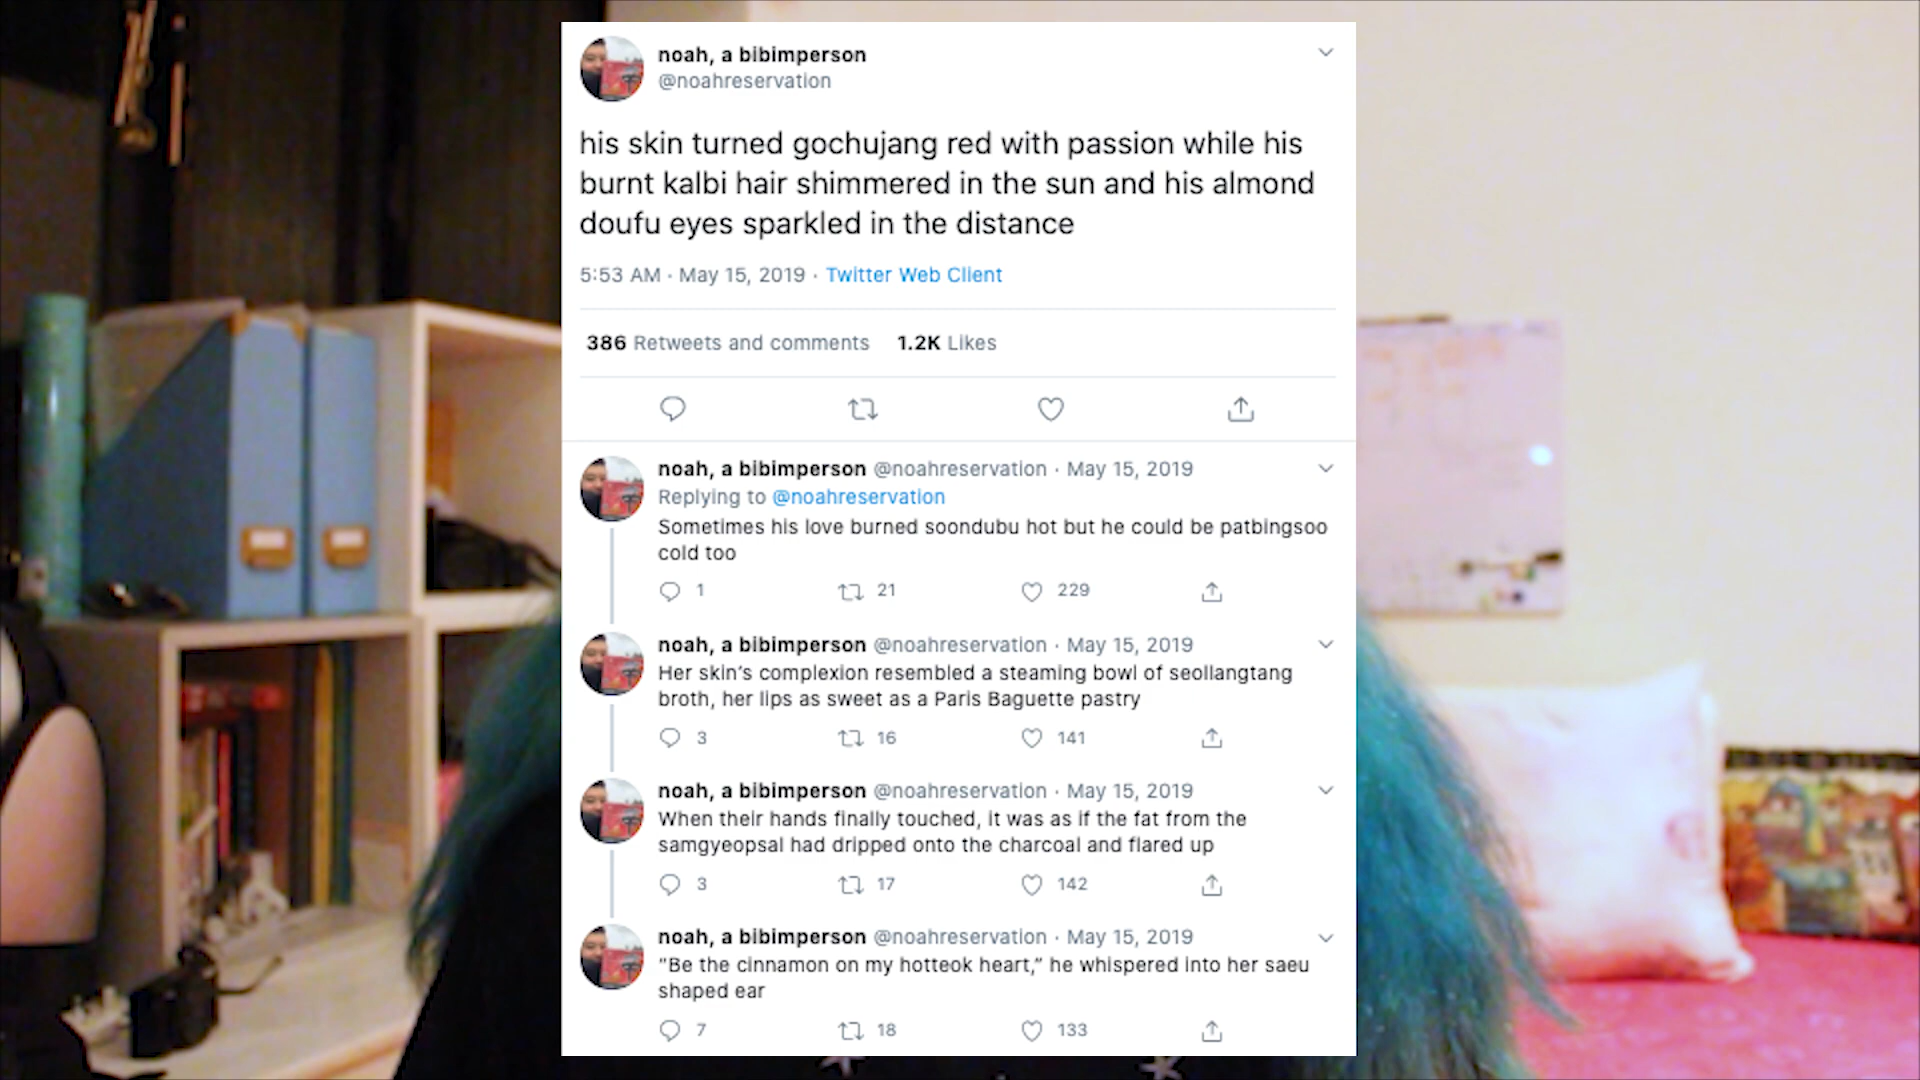 noah, a bibimperson
@noahreservation
his skin turned gochujang red with passion while his
burnt kalbi hair shimmered in the sun and his almond
doufu eyes sparkled in the distance
5:53 AM · May 15, 2019 · Twitter Web Client
386 Retweets and comments 1.2K Likes
noah, a bibimperson @noahreservation · May 15, 2019
Replying to @noahreservation
Sometimes his love burned soondubu hot but he could be patbingsoo
cold too
1 21 229
noah, a bibimperson @noahreservation · May 15, 2019
Her skin’s complexion resembled a steaming bowl of seollangtang
broth, her lips as sweet as a Paris Baguette pastry
3 16 141
noah, a bibimperson @noahreservation · May 15, 2019
When their hands finally touched, it was as if the fat from the
samgyeopsal had dripped onto the charcoal and flared up
3 17 142
noah, a bibimperson @noahreservation · May 15, 2019
“Be the cinnamon on my hotteok heart,” he whispered into her saeu
shaped ear
7 18 133